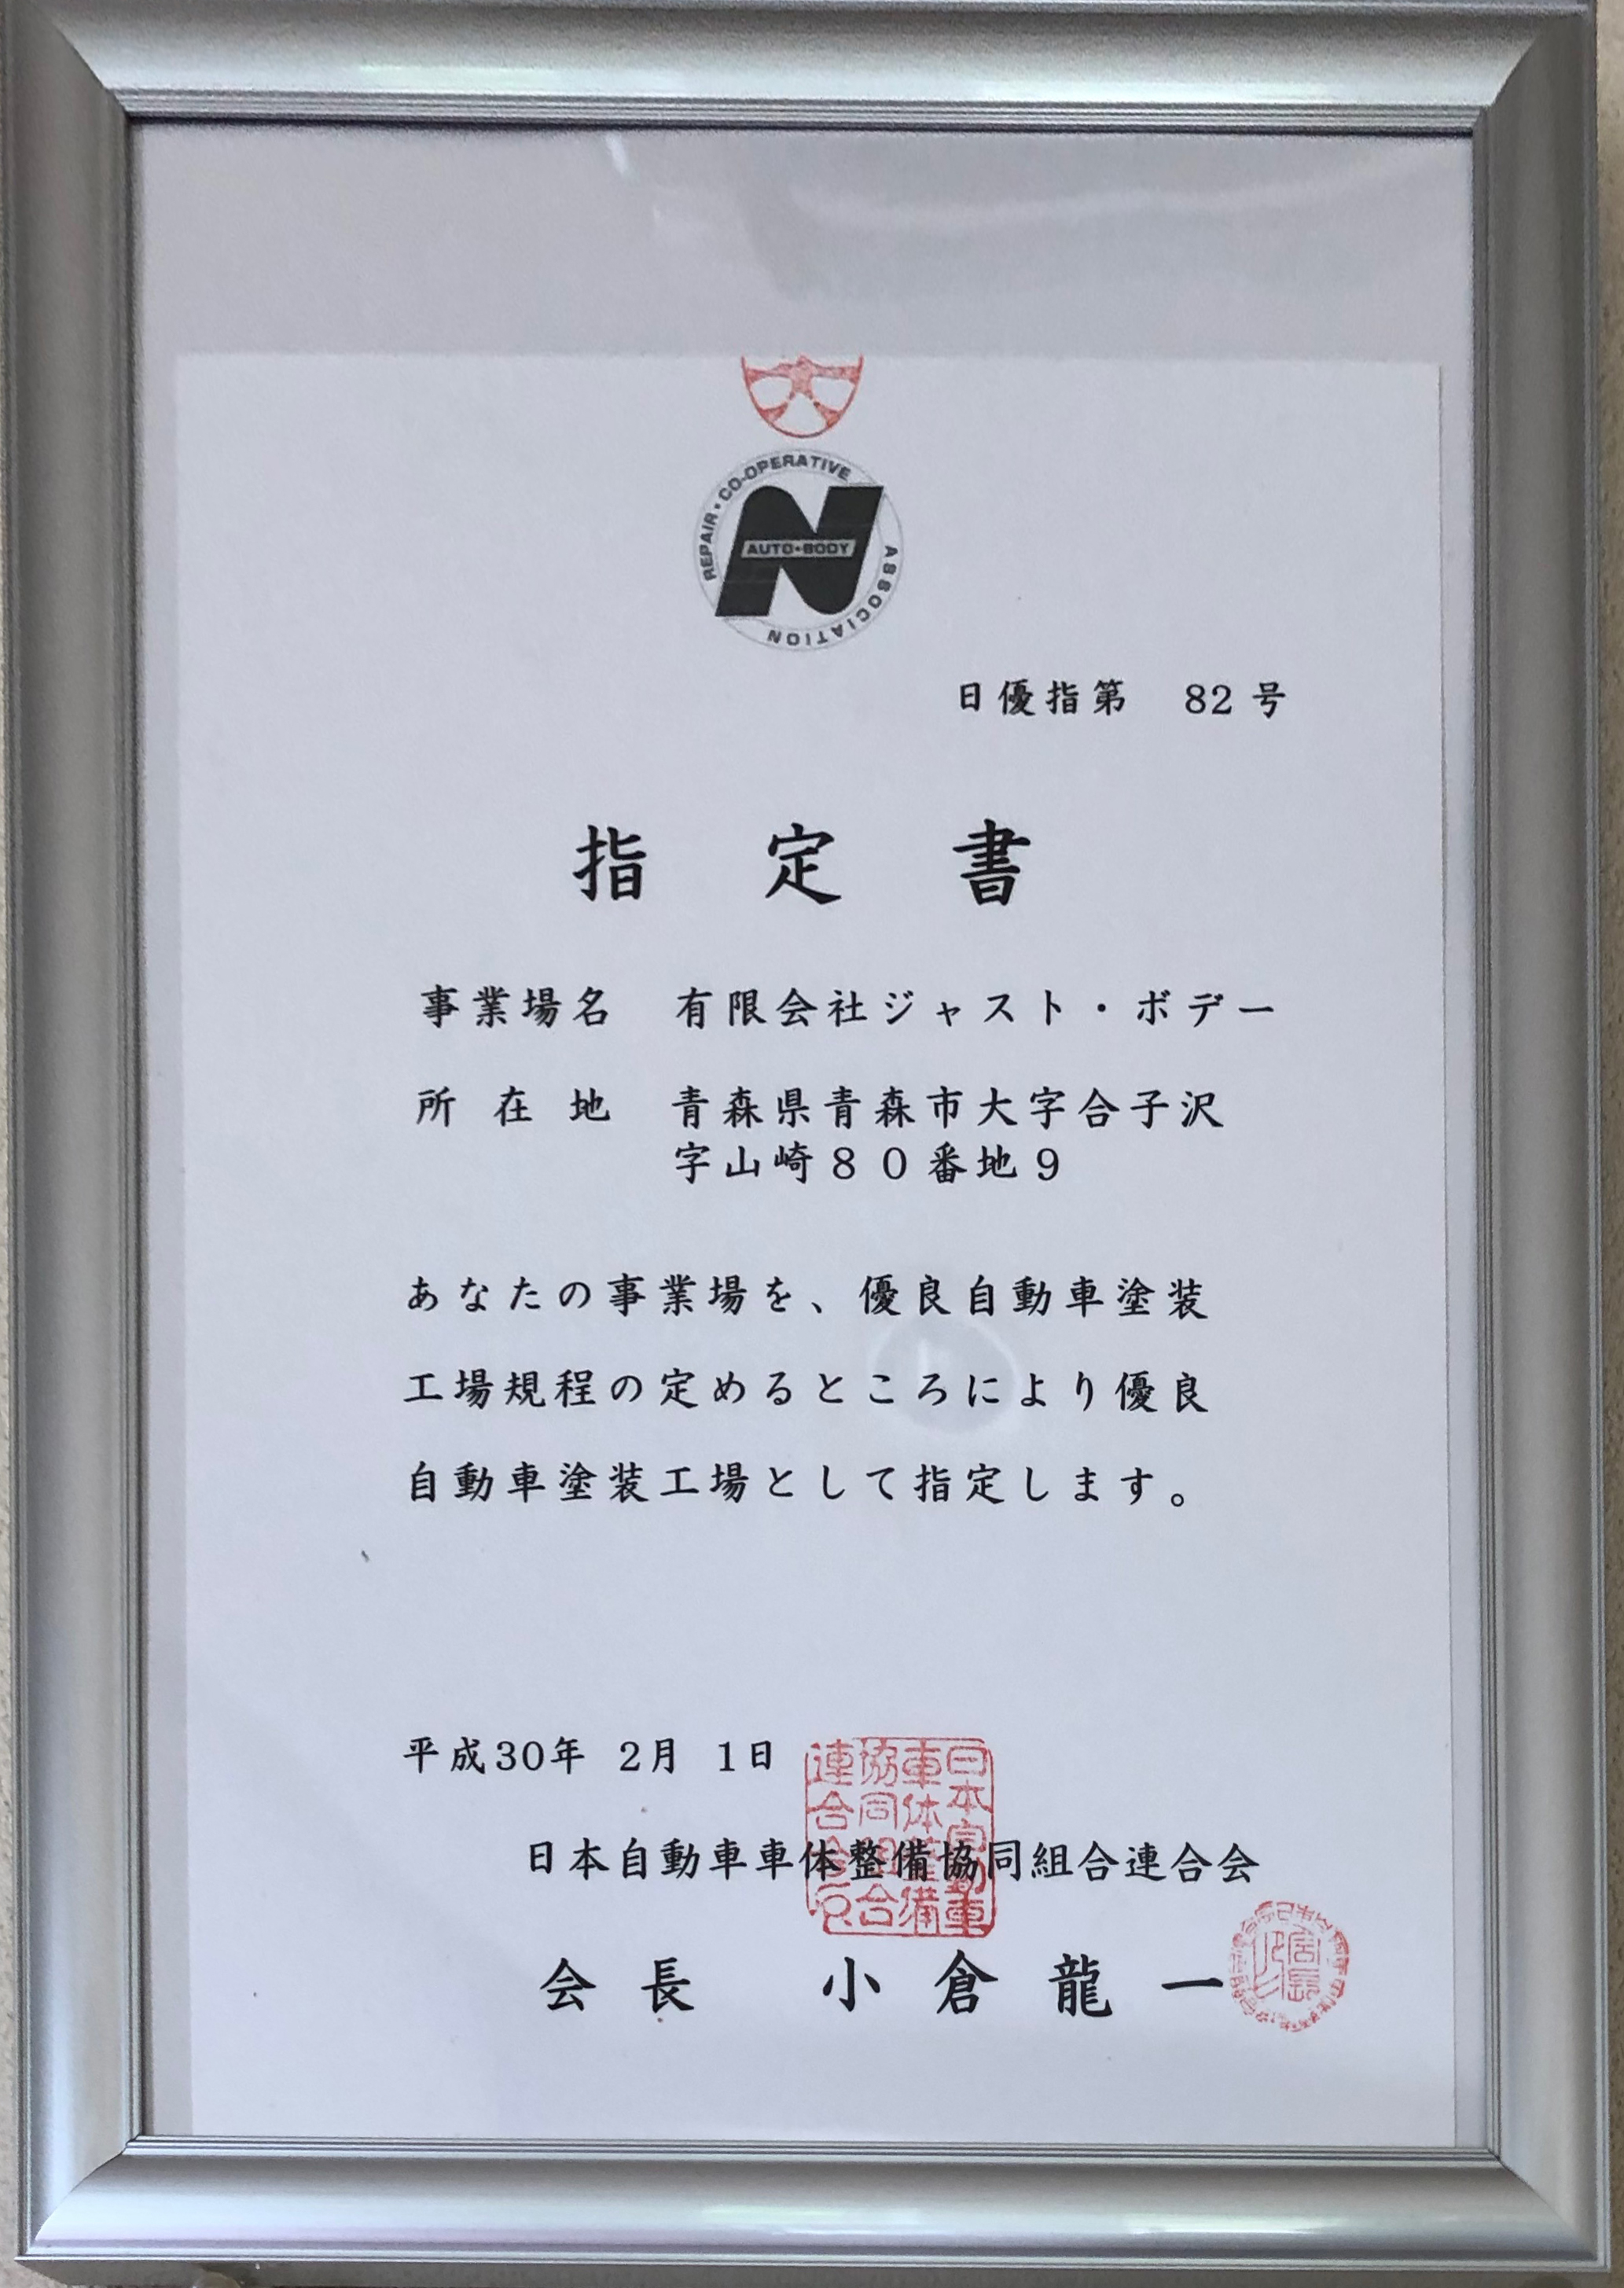 REPAIR・CO-OPERATIVE ASSOCIATION
AUTO・BODY
日優指第 82 号
指 定 書
事業場名 有限会社ジャスト・ボデー
所 在 地 青森県青森市大字合子沢
字山崎８０番地９
あなたの事業場を、優良自動車塗装
工場規程の定めるところにより優良
自動車塗装工場として指定します。
平成30年 2月 1日
日本自動車車体整備協同組合連合会
会長 小倉龍一